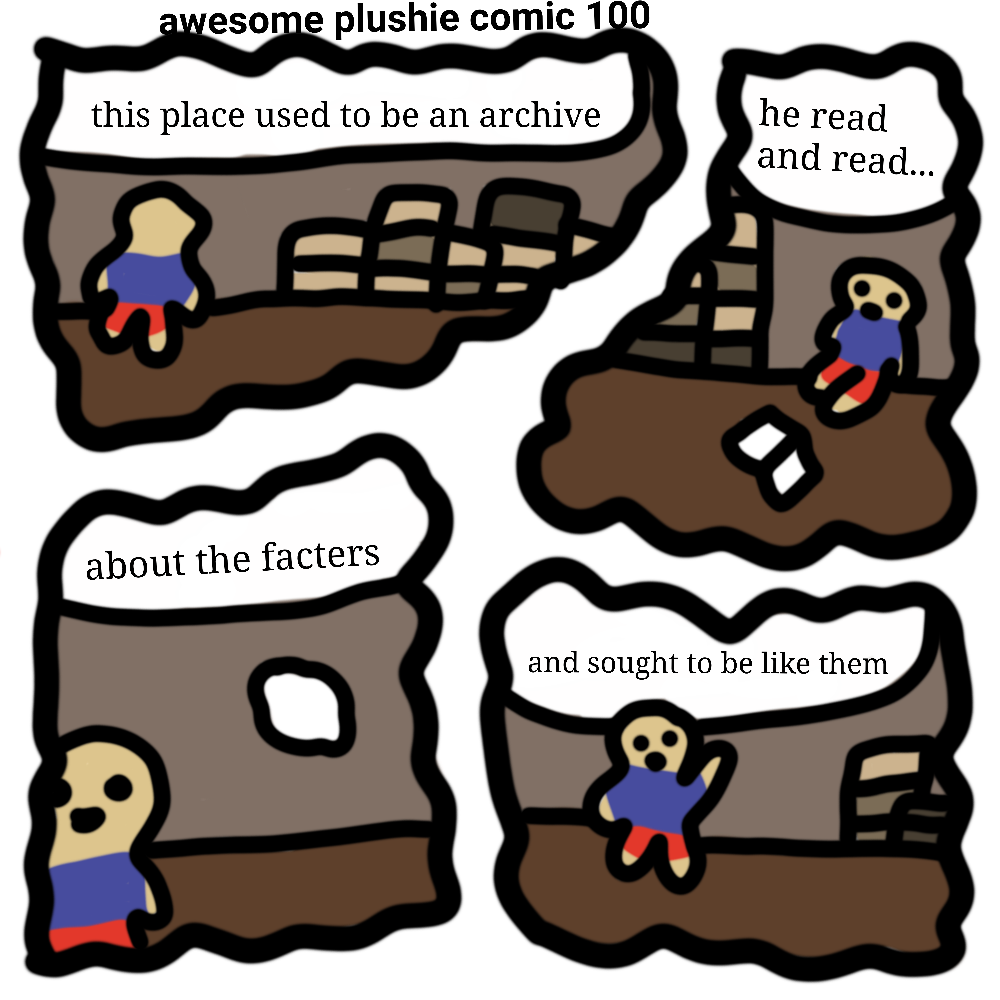 awesome plushie comic 100
this place used to be an archive
he read
and read...
about the facters
and sought to be like them